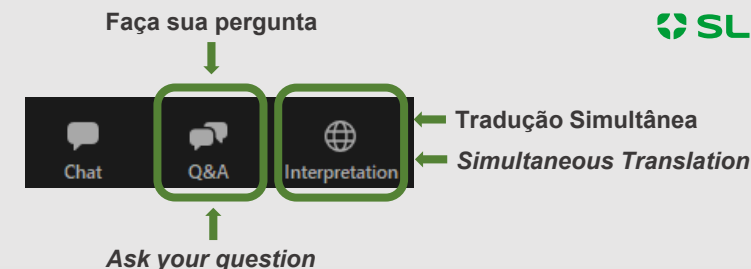 Faça sua pergunta
SL
Chat
Q&A
Interpretation
Tradução Simultânea
Simultaneous Translation
Ask your question